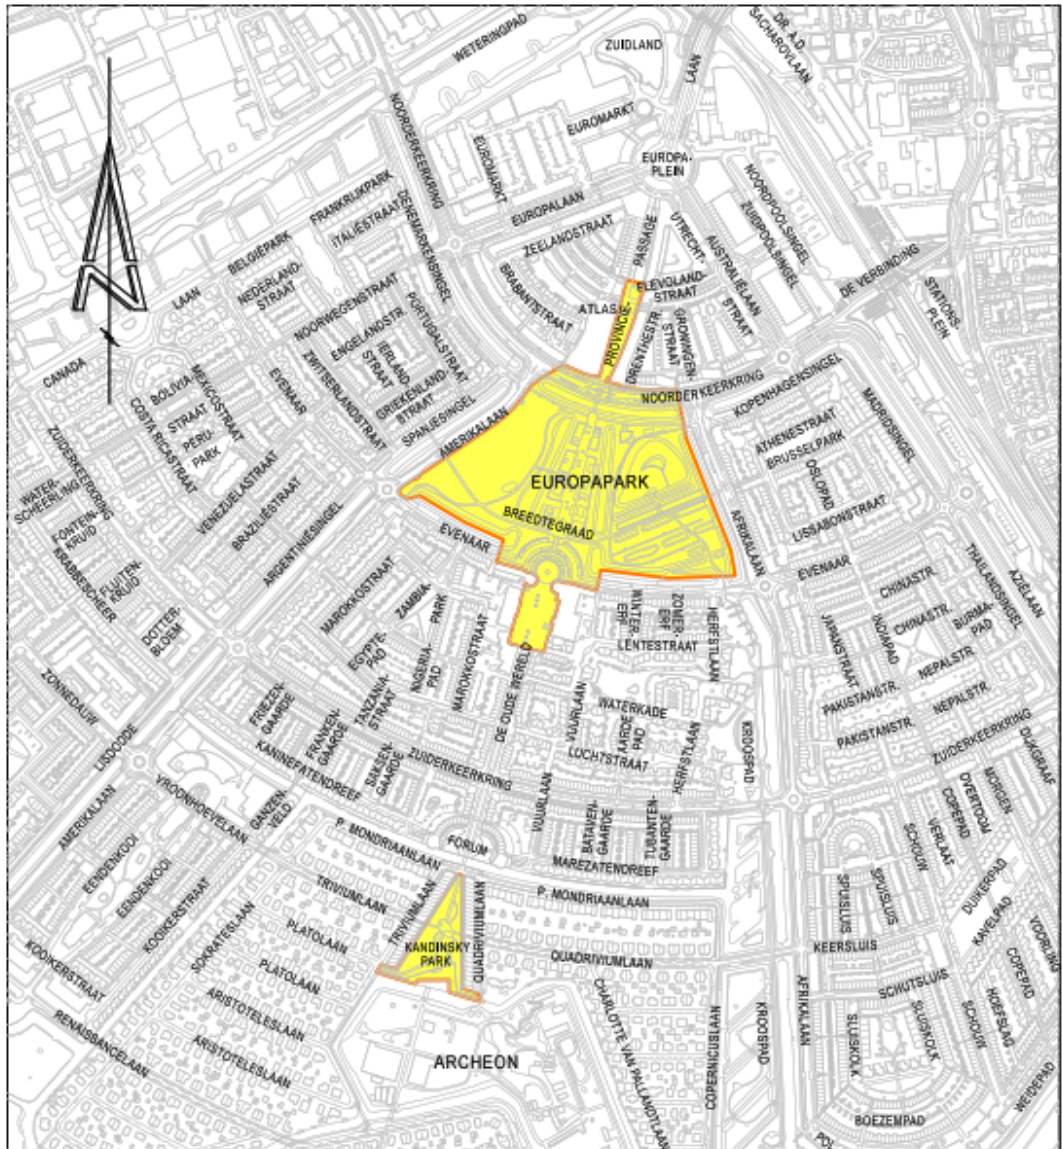 WETERINGPAD
ZUIDLAND
LAAN
DR. A.D.
SACHAROVLAAN
NOORDERKEERKRING
EUROMARKT
EUROMARKT
EUROPA-
PLEIN
NOORDPOOLSINGEL
ZUIDPOOLSINGEL
FRANKRIJKPARK
ITALIËSTRAAT
DENEMARKENSINGEL
EUROPALAAN
ZEELANDSTRAAT
PASSAGE
UTRECHT-
STRAAT
AUSTRALIËLAAN
DE VERBINDING
STATIONS-
PLEIN
BELGIËPARK
NEDERLAND-
STRAAT
LAAN
CANADA
NOORWEGENSTRAAT
BRABANTSTRAAT
ATLAS
PROVINCIE-
FLEVOLAND-
STRAAT
DRENTHESTR.
GRONINGEN-
STRAAT
ENGELANDSTR.
PORTUGALSTRAAT
IERLAND-
STRAAT
GRIEKENLAND-
STRAAT
ZWITSERLANDSTRAAT
SPANJESINGEL
AMERIKALAAN
NOORDERKEERKRING
KOPENHAGENSINGEL
MADRIDSINGEL
ATHENESTRAAT
BRUSSELPARK
OSLOPAD
LISSABONSTRAAT
BOLIVIA-
STRAAT
MEXICOSTRAAT
PERU-
PARK
EVENAAR
COSTA RICASTRAAT
VENEZUELASTRAAT
BRAZILIËSTRAAT
ARGENTINIËSINGEL
ZUIDERKEERKRING
WATER-
SCHEERLING
FONTEIN-
KRUID
KRABBESCHEER
FLUITEN-
KRUID
DOTTER-
BLOEM
EUROPAPARK
BREEDTEGRAAD
EVENAAR
AFRIKALAAN
EVENAAR
THAILANDSINGEL
AZIËLAAN
CHINASTR.
CHINASTR.
BURMA-
PAD
INDIAPAD
JAPANSTRAAT
NEPALSTR.
NEPALSTR.
PAKISTANSTR.
PAKISTANSTR.
MAROKKOSTRAAT
ZAMBIA-
PARK
EGYPTE-
PAD
NIGERIA-
PAD
MAROKKOSTRAAT
TANZANIA-
STRAAT
WINTER-
ERF
ZOMER-
ERF
HERFSTLAAN
LENTESTRAAT
DE OUDE WERELD
WATERKADE
VUURLAAN
AARDE
PAD
LUCHTSTRAAT
HERFSTLAAN
KROOSPAD
ZUIDERKEERKRING
DIJKGRAAF
ZONNEDAUW
LISDODDE
FRIEZEN-
GAARDE
FRANKEN-
GAARDE
SAKSEN-
GAARDE
KANINEFATENDREEF
ZUIDERKEERKRING
VUURLAAN
BATAVEN-
GAARDE
TUBANTEN-
GAARDE
MAREZATENDREEF
FORUM
AMERIKALAAN
VROONHOEVELAAN
GANZEN-
VELD
P. MONDRIAANLAAN
P. MONDRIAANLAAN
MORGEN
OVERTOOM
COPEPAD
VERLAAT
SCHOUW
DUIKERPAD
KAVELPAD
VOORLING
COPEPAD
EENDENKOOI
EENDENKOOI
KOOIKERSTRAAT
TRIVIUMLAAN
TRIVIUMLAAN
QUADRIVIUMLAAN
KANDINSKY
PARK
QUADRIVIUMLAAN
SPUISLUIS
SPUISLUIS
KEERSLUIS
SCHUTSLUIS
HOEFSLAG
SCHOUW
SLUISKOLK
SLUISKOLK
KOOIKERSTRAAT
SOKRATESLAAN
PLATOLAAN
PLATOLAAN
ARISTOTELESLAAN
ARISTOTELESLAAN
RENAISSANCELAAN
ARCHEON
CHARLOTTE VAN PALLANDTLAAN
COPERNICUSLAAN
KROOSPAD
AFRIKALAAN
BOEZEMPAD
WEIDEPAD